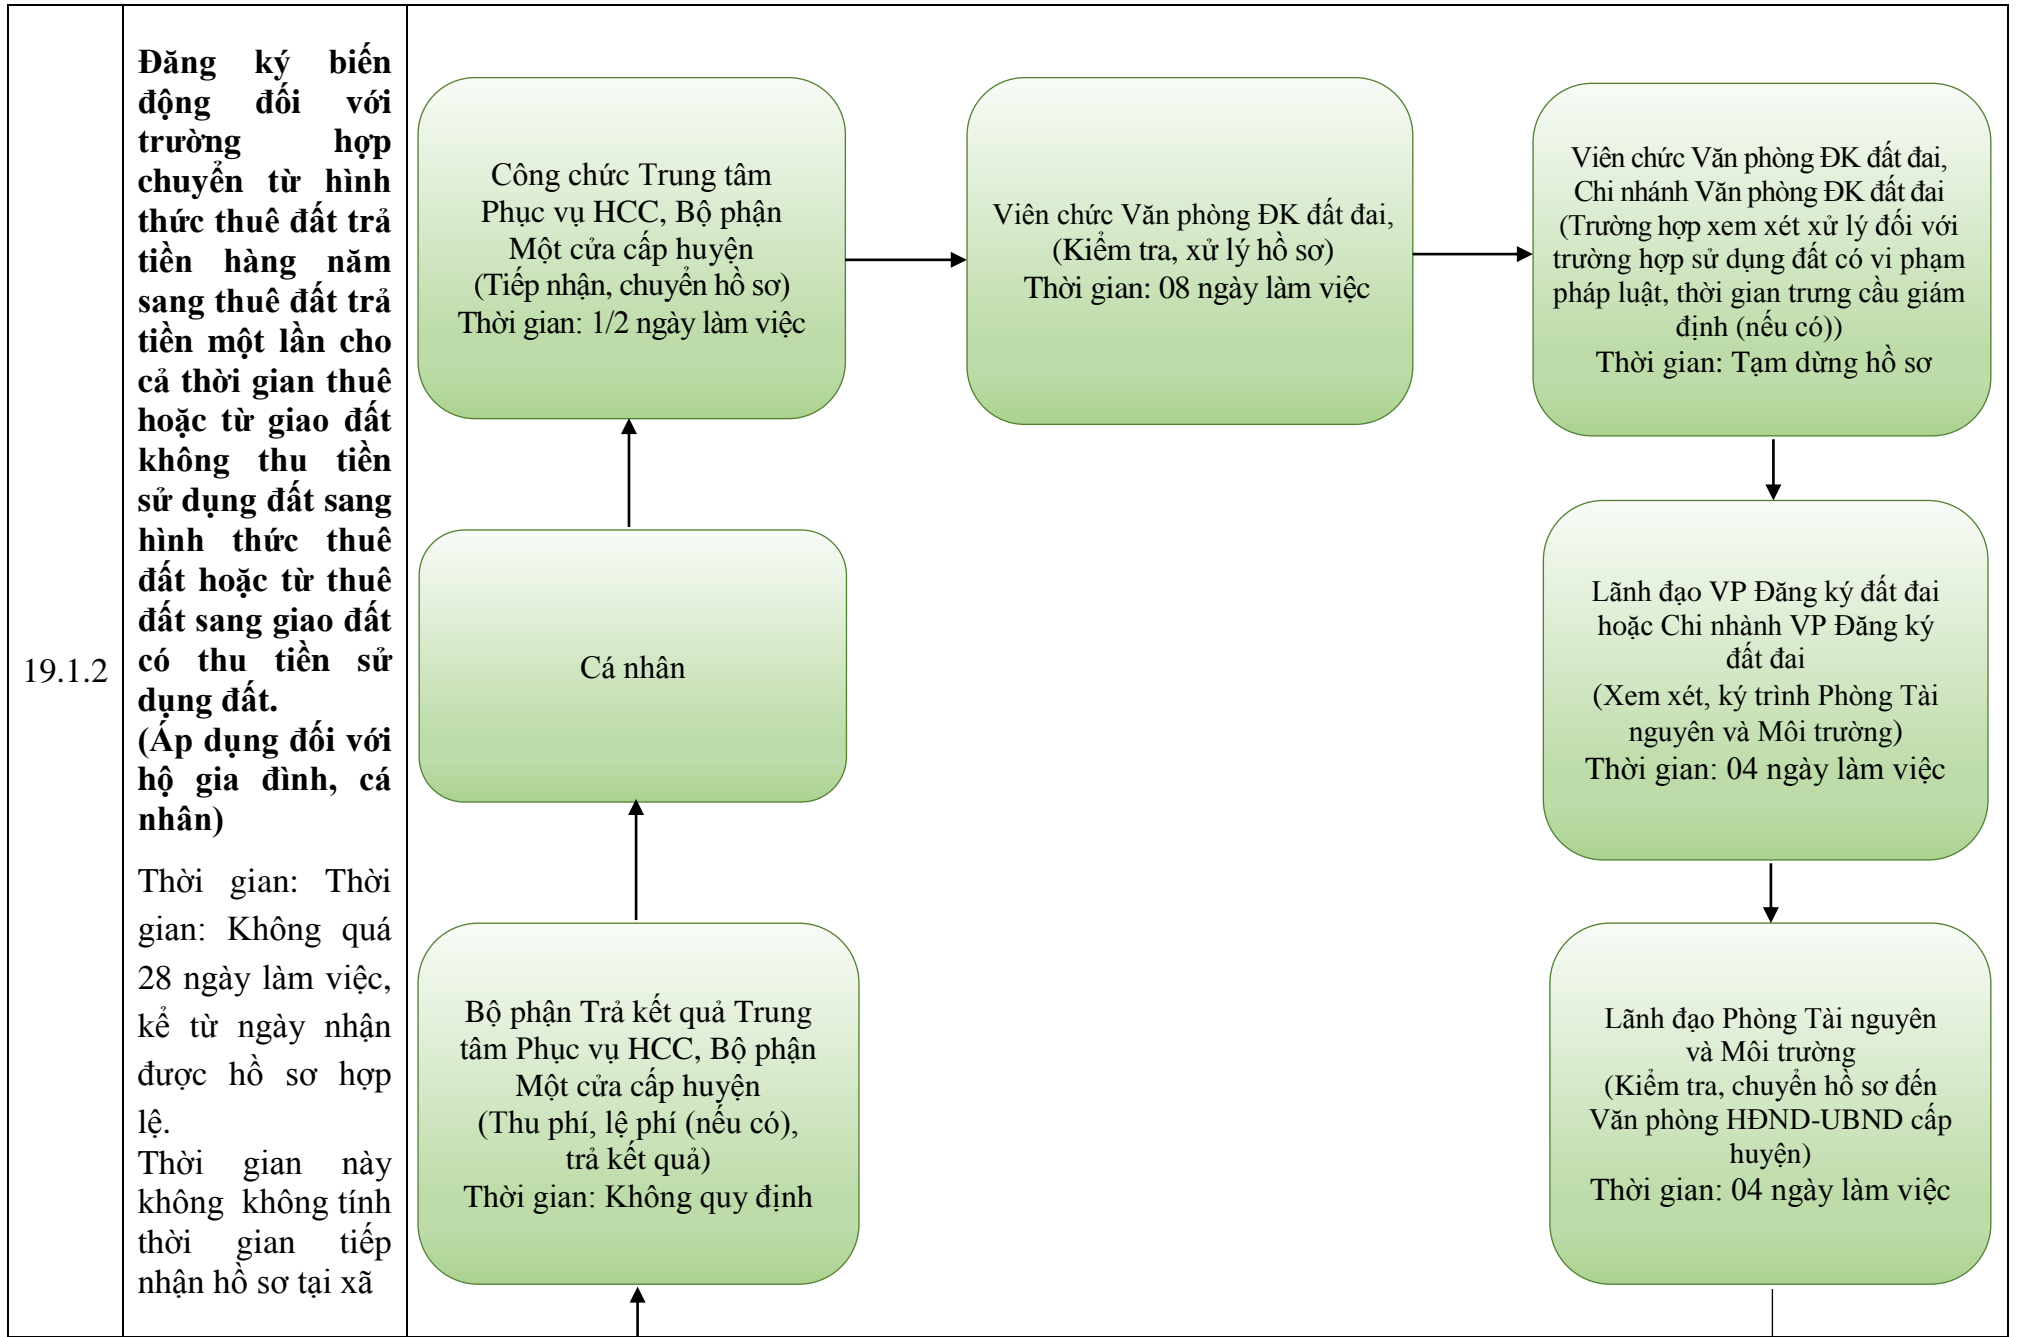 19.1.2
Đăng ký biến
động đối với
trường hợp
chuyển từ hình
thức thuê đất trả
tiền hàng năm
sang thuê đất trả
tiền một lần cho
cả thời gian thuê
hoặc từ giao đất
không thu tiền
sử dụng đất sang
hình thức thuê
đất hoặc từ thuê
đất sang giao đất
có thu tiền sử
dụng đất.
(Áp dụng đối với
hộ gia đình, cá
nhân)
Thời gian: Thời
gian: Không quá
28 ngày làm việc,
kể từ ngày nhận
được hồ sơ hợp
lệ.
Thời gian này
không không tính
thời gian tiếp
nhận hồ sơ tại xã
Công chức Trung tâm
Phục vụ HCC, Bộ phận
Một cửa cấp huyện
(Tiếp nhận, chuyển hồ sơ)
Thời gian: 1/2 ngày làm việc
Viên chức Văn phòng ĐK đất đai,
(Kiểm tra, xử lý hồ sơ)
Thời gian: 08 ngày làm việc
Viên chức Văn phòng ĐK đất đai,
Chi nhánh Văn phòng ĐK đất đai
(Trường hợp xem xét xử lý đối với
trường hợp sử dụng đất có vi phạm
pháp luật, thời gian trưng cầu giám
định (nếu có))
Thời gian: Tạm dừng hồ sơ
Cá nhân
Lãnh đạo VP Đăng ký đất đai
hoặc Chi nhành VP Đăng ký
đất đai
(Xem xét, ký trình Phòng Tài
nguyên và Môi trường)
Thời gian: 04 ngày làm việc
Bộ phận Trả kết quả Trung
tâm Phục vụ HCC, Bộ phận
Một cửa cấp huyện
(Thu phí, lệ phí (nếu có),
trả kết quả)
Thời gian: Không quy định
Lãnh đạo Phòng Tài nguyên
và Môi trường
(Kiểm tra, chuyển hồ sơ đến
Văn phòng HĐND-UBND cấp
huyện)
Thời gian: 04 ngày làm việc